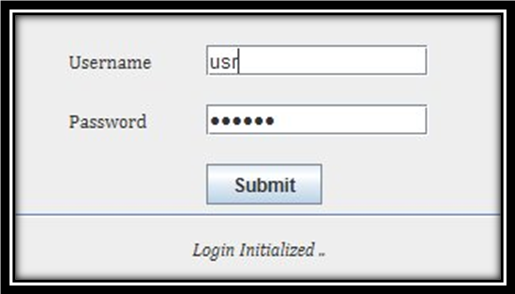 Username usr
Password ••••••
Submit
Login Initialized ..